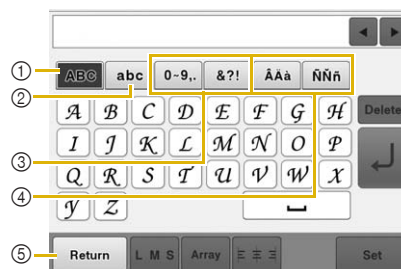 ① ABC abc 0~9,. &?! ÂÄà ÑÑñ
②
A B C D E F G H Delete
I J K L M N O P
③
Q R S T U V W X
④
Y Z
⑤ Return L M S Array Set